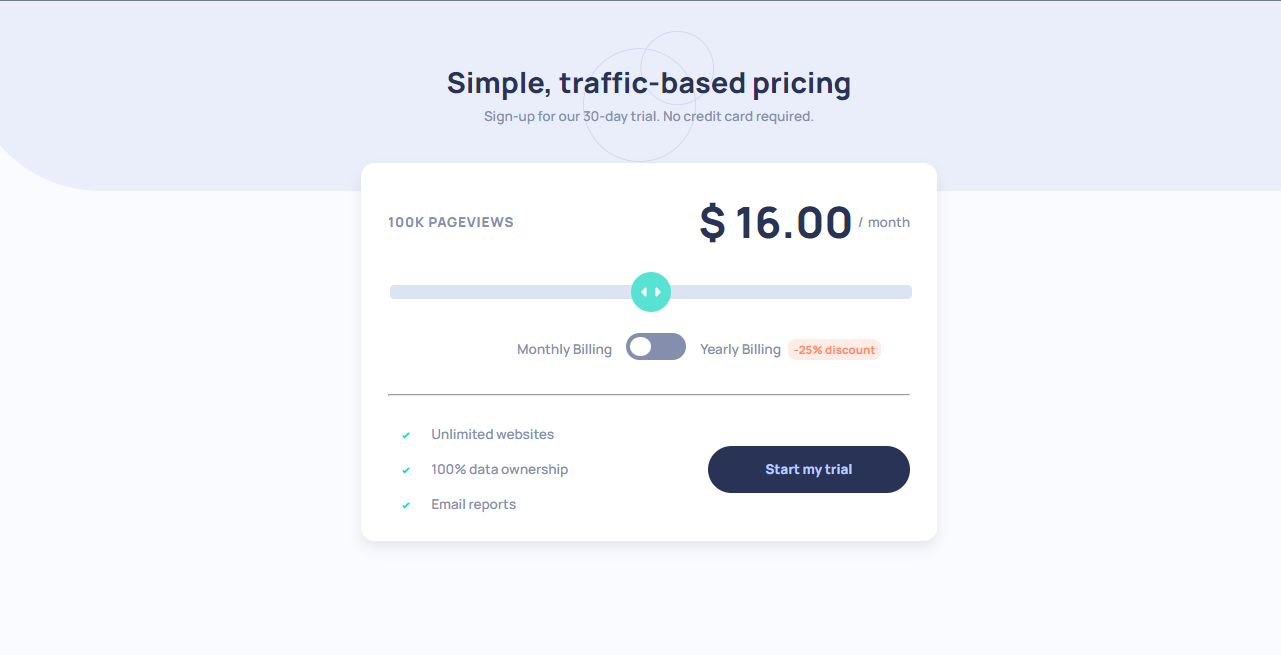 Simple, traffic-based pricing
Sign-up for our 30-day trial. No credit card required.
100K PAGEVIEWS
$ 16.00 / month
Monthly Billing
Yearly Billing
-25% discount
Unlimited websites
100% data ownership
Email reports
Start my trial